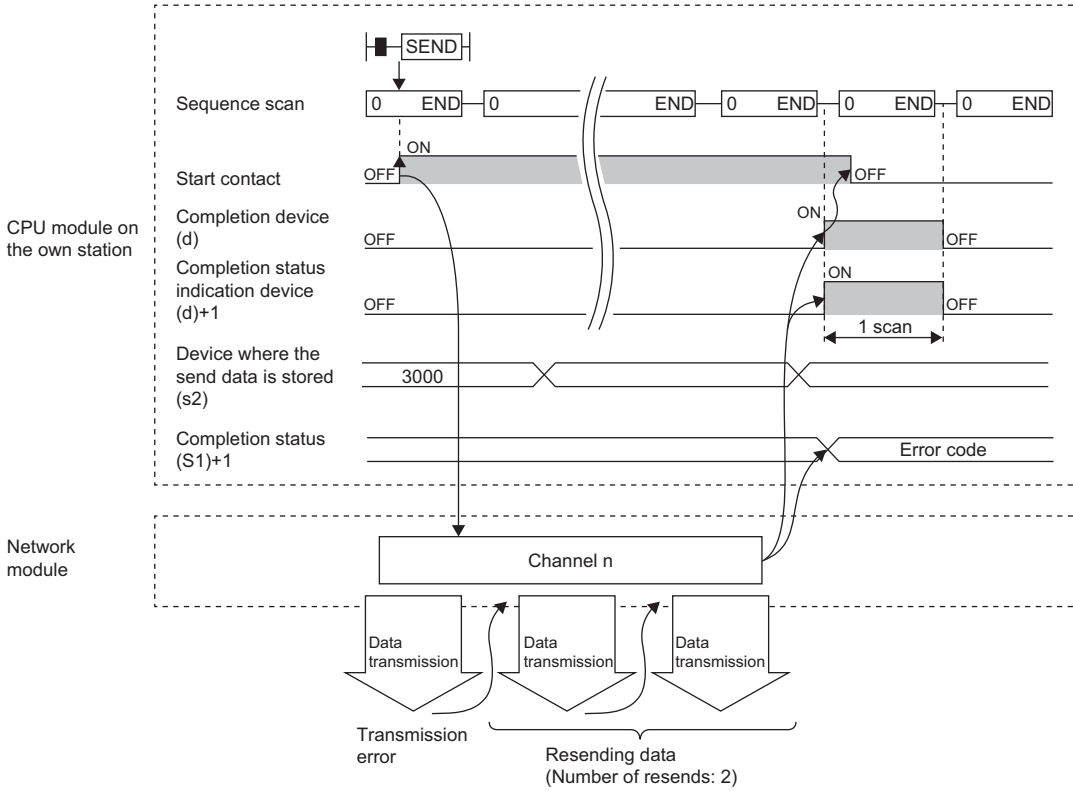 SEND
Sequence scan
0 END 0 END 0 END 0 END 0 END
ON
Start contact
OFF
OFF
CPU module on
the own station
Completion device
(d)
ON
OFF
OFF
Completion status
indication device
(d)+1
ON
OFF
OFF
1 scan
Device where the
send data is stored
(s2)
3000
Completion status
(S1)+1
Error code
Network
module
Channel n
Data
transmission
Data
transmission
Data
transmission
Transmission
error
Resending data
(Number of resends: 2)